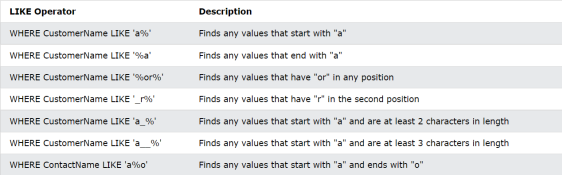 LIKE Operator Description
WHERE CustomerName LIKE 'a%' Finds any values that start with "a"
WHERE CustomerName LIKE '%a' Finds any values that end with "a"
WHERE CustomerName LIKE '%or%' Finds any values that have "or" in any position
WHERE CustomerName LIKE '_r%' Finds any values that have "r" in the second position
WHERE CustomerName LIKE 'a_%' Finds any values that start with "a" and are at least 2 characters in length
WHERE CustomerName LIKE 'a__%' Finds any values that start with "a" and are at least 3 characters in length
WHERE ContactName LIKE 'a%o' Finds any values that start with "a" and ends with "o"